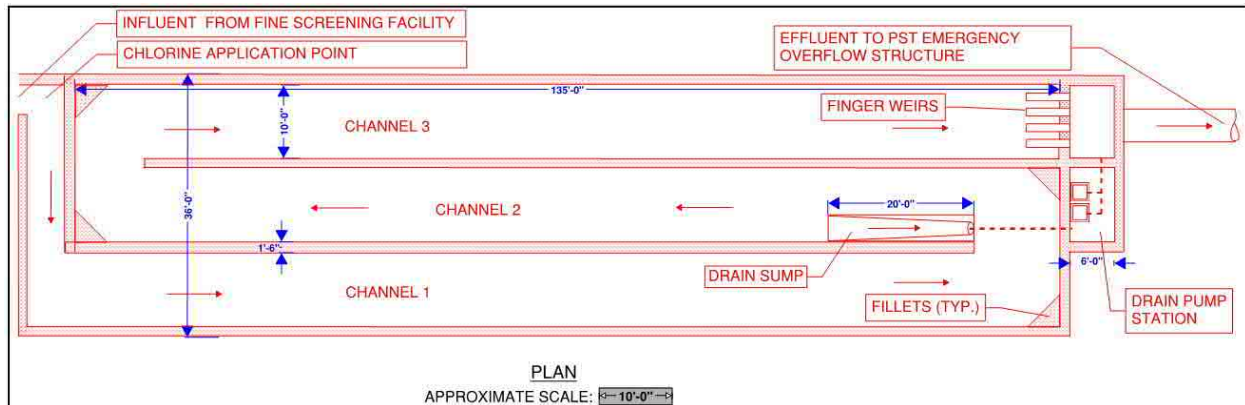 INFLUENT FROM FINE SCREENING FACILITY
CHLORINE APPLICATION POINT
EFFLUENT TO PST EMERGENCY
OVERFLOW STRUCTURE
135'-0"
FINGER WEIRS
10'-0"
CHANNEL 3
36'-0"
CHANNEL 2
20'-0"
1'-6"
DRAIN SUMP
6'-0"
CHANNEL 1
FILLETS (TYP.)
DRAIN PUMP
STATION
PLAN
APPROXIMATE SCALE: 10'-0"